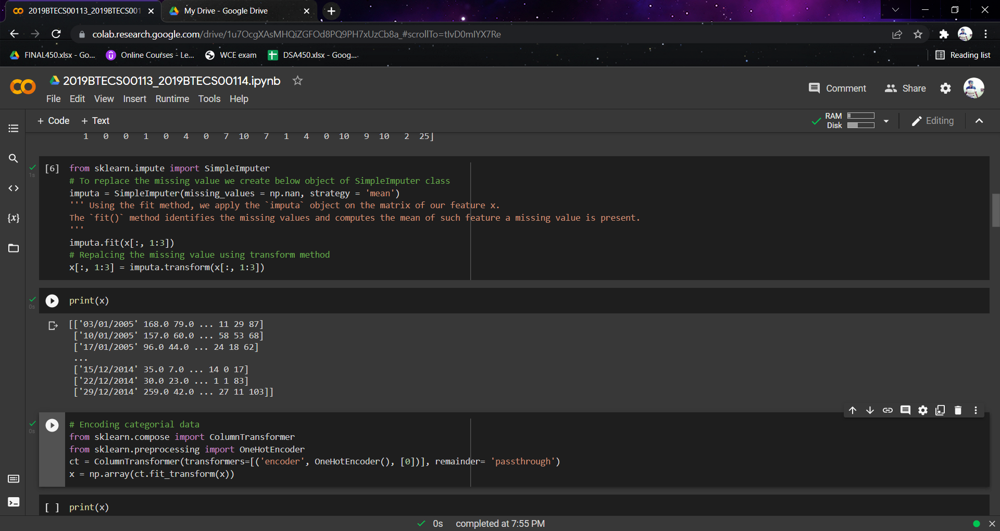 2019BTECS00113_2019BTECS001
My Drive - Google Drive
colab.research.google.com/drive/1u7OcgXAsMHQiZGFOd8PQ9PH7xUzCb8a_#scrollTo=tIvD0mIYX7Re
FINAL450.xlsx - Go...
Online Courses - Le...
WCE exam
DSA450.xlsx - Goog...
Reading list
2019BTECS00113_2019BTECS00114.ipynb
Comment
Share
File Edit View Insert Runtime Tools Help
+ Code + Text
RAM
Disk
Editing
1 0 0 1 0 4 0 7 10 7 1 4 0 10 9 10 2 25]
1s
[6] from sklearn.impute import SimpleImputer
# To replace the missing value we create below object of SimpleImputer class
imputa = SimpleImputer(missing_values = np.nan, strategy = 'mean')
''' Using the fit method, we apply the `imputa` object on the matrix of our feature x.
The `fit()` method identifies the missing values and computes the mean of such feature a missing value is present.
'''
imputa.fit(x[:, 1:3])
# Repalcing the missing value using transform method
x[:, 1:3] = imputa.transform(x[:, 1:3])
0s
print(x)
[['03/01/2005' 168.0 79.0 ... 11 29 87]
['10/01/2005' 157.0 60.0 ... 58 53 68]
['17/01/2005' 96.0 44.0 ... 24 18 62]
...
['15/12/2014' 35.0 7.0 ... 14 0 17]
['22/12/2014' 30.0 23.0 ... 1 1 83]
['29/12/2014' 259.0 42.0 ... 27 11 103]]
0s
# Encoding categorial data
from sklearn.compose import ColumnTransformer
from sklearn.preprocessing import OneHotEncoder
ct = ColumnTransformer(transformers=[('encoder', OneHotEncoder(), [0])], remainder= 'passthrough')
x = np.array(ct.fit_transform(x))
[ ] print(x)
0s completed at 7:55 PM